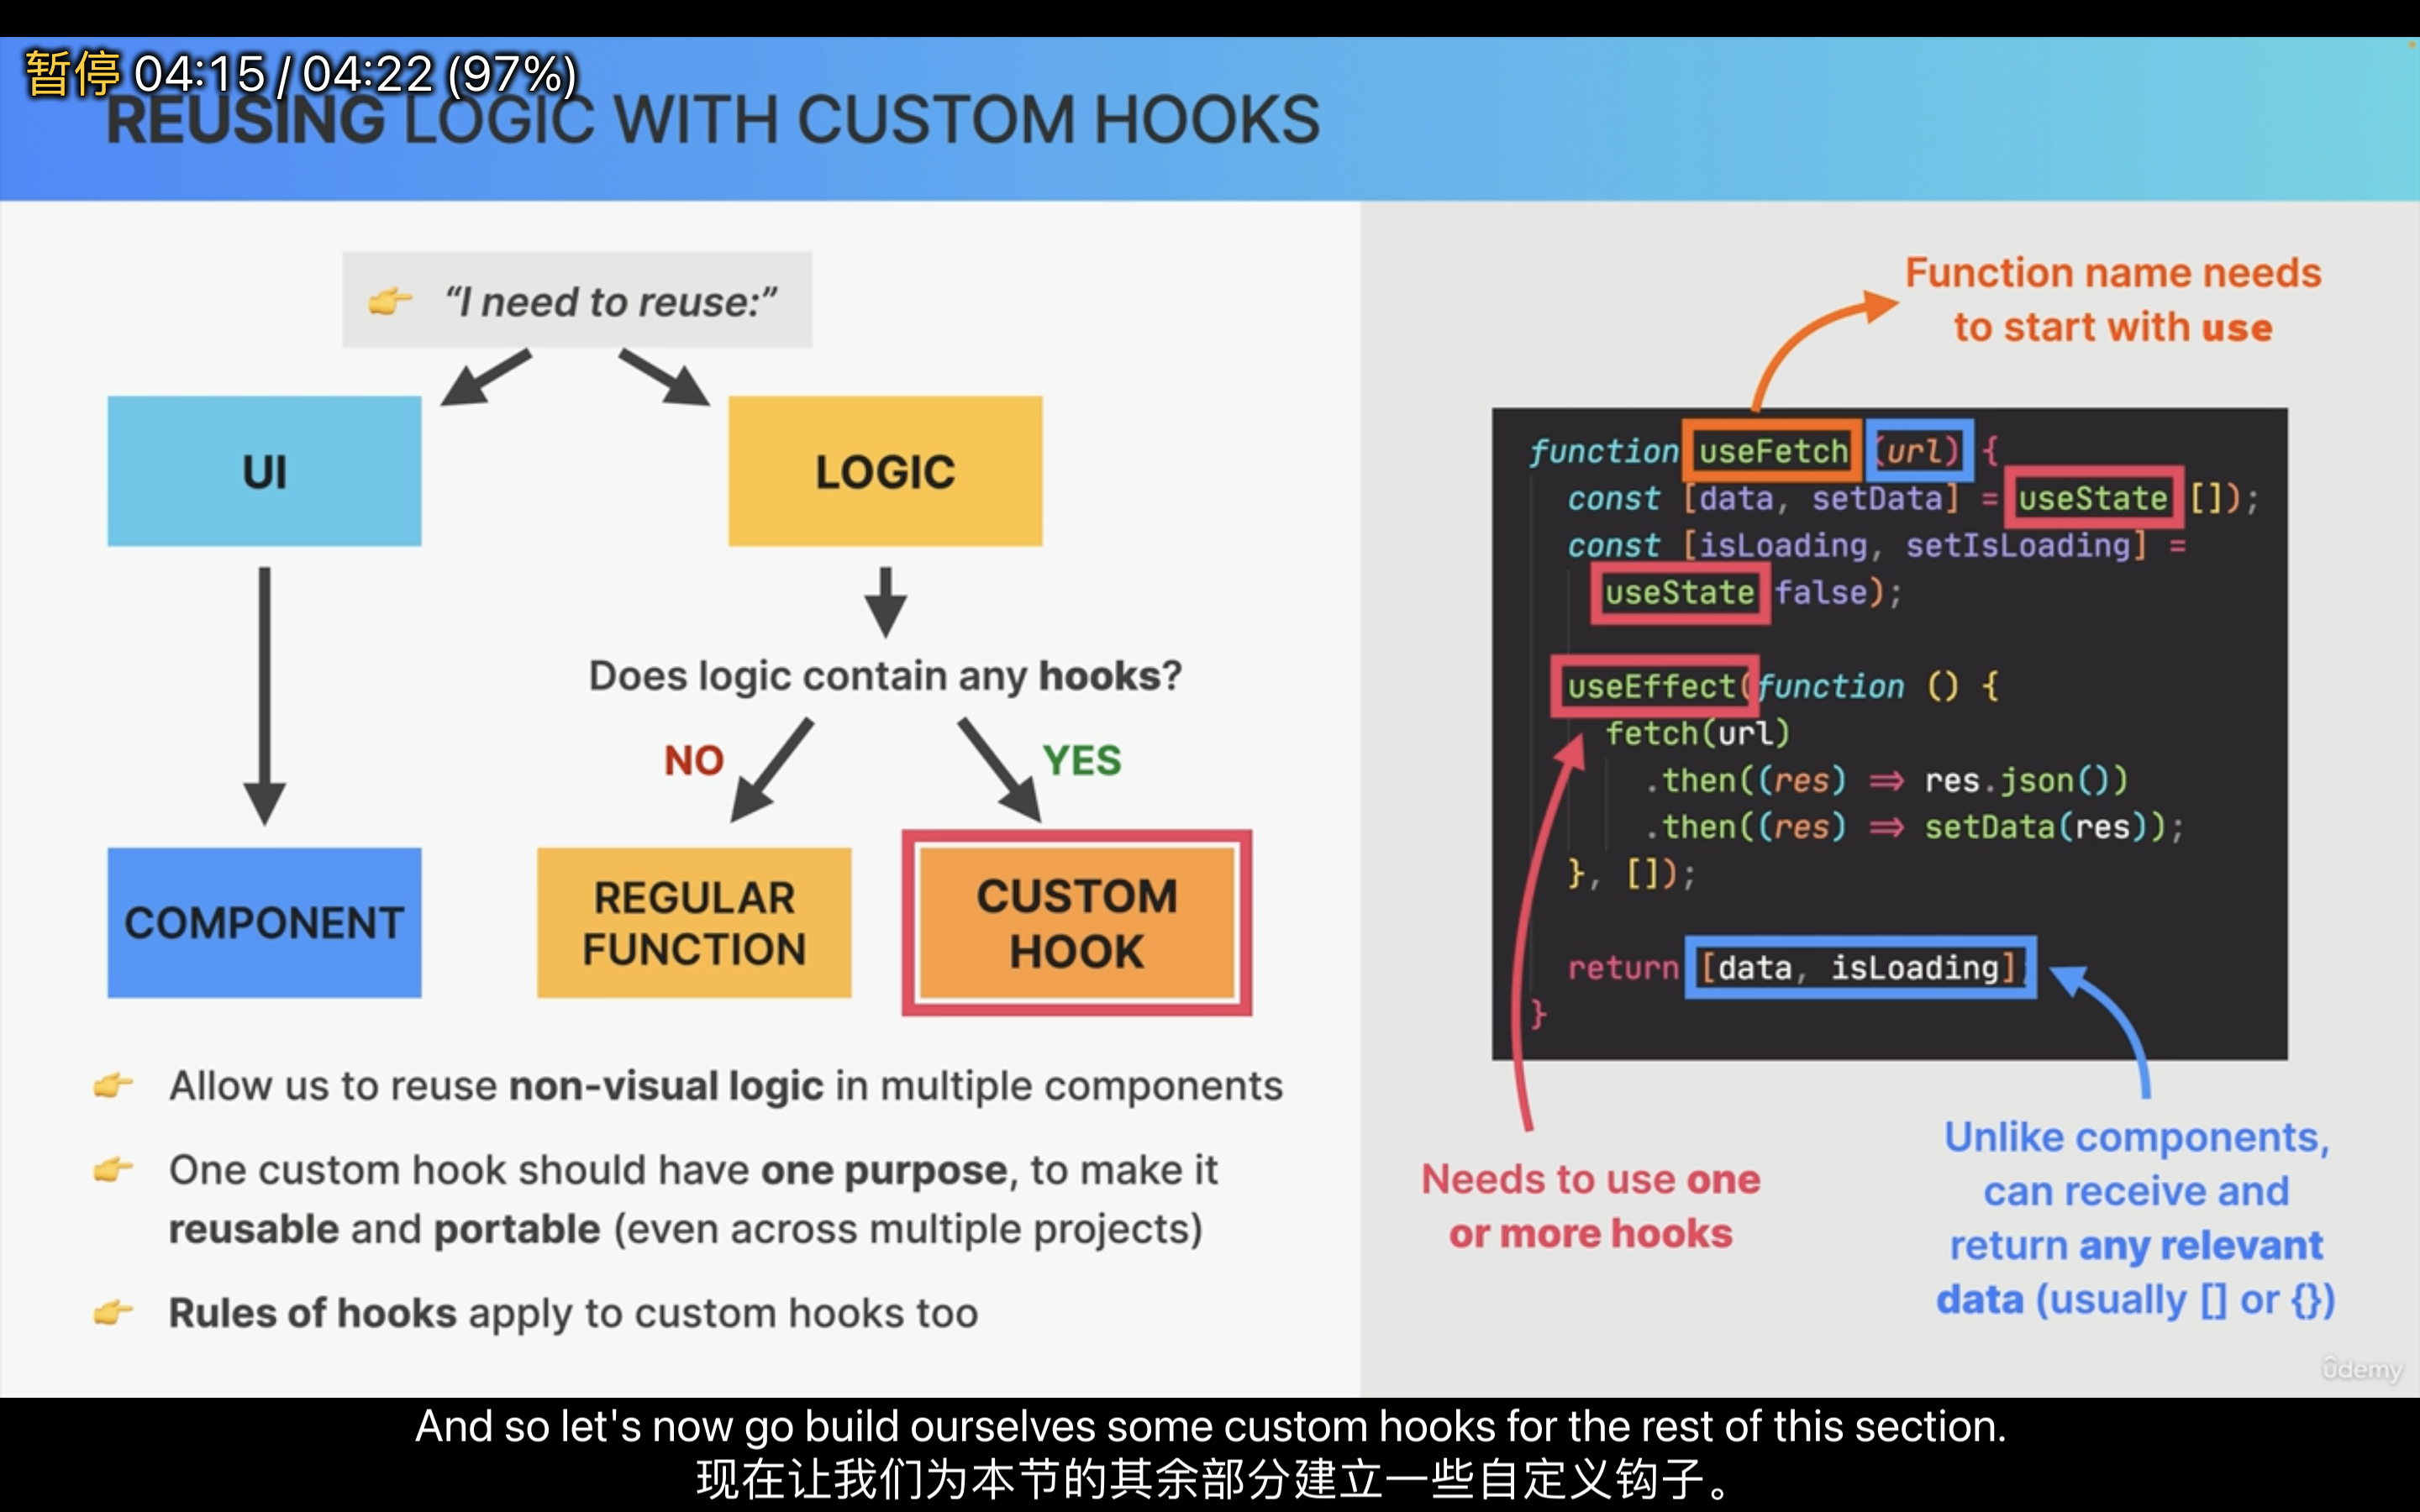 暂停 04:15 / 04:22 (97%)
REUSING LOGIC WITH CUSTOM HOOKS
👉 “I need to reuse:”
UI
LOGIC
Does logic contain any hooks?
NO
YES
COMPONENT
REGULAR
FUNCTION
CUSTOM
HOOK
👉 Allow us to reuse non-visual logic in multiple components
👉 One custom hook should have one purpose, to make it
reusable and portable (even across multiple projects)
👉 Rules of hooks apply to custom hooks too
Function name needs
to start with use
function useFetch (url) {
const [data, setData] = useState []);
const [isLoading, setIsLoading] =
useState false);
useEffect(function () {
fetch(url)
.then((res) => res.json())
.then((res) => setData(res));
}, []);
return [data, isLoading]
}
Needs to use one
or more hooks
Unlike components,
can receive and
return any relevant
data (usually [] or {})
ûdemy
And so let's now go build ourselves some custom hooks for the rest of this section.
现在让我们为本节的其余部分建立一些自定义钩子。